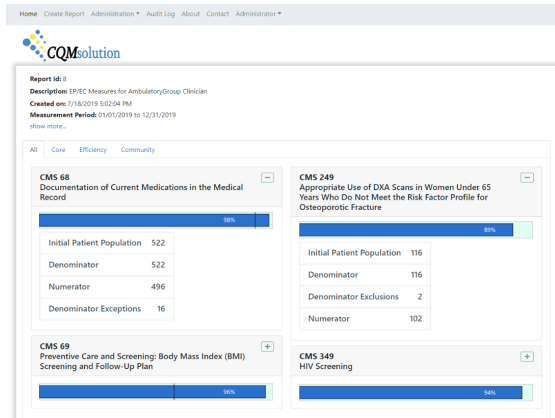 Home Create Report Administration Audit Log About Contact Administrator
CQMsolution
Report Id: 8
Description: EP/EC Measures for AmbulatoryGroup Clinician
Created on: 7/18/2019 5:02:04 PM
Measurement Period: 01/01/2019 to 12/31/2019
show more...
All Core Efficiency Community
CMS 68
Documentation of Current Medications in the Medical
Record
98%
Initial Patient Population 522
Denominator 522
Numerator 496
Denominator Exceptions 16
CMS 249
Appropriate Use of DXA Scans in Women Under 65
Years Who Do Not Meet the Risk Factor Profile for
Osteoporotic Fracture
89%
Initial Patient Population 116
Denominator 116
Denominator Exclusions 2
Numerator 102
CMS 69
Preventive Care and Screening: Body Mass Index (BMI)
Screening and Follow-Up Plan
96%
CMS 349
HIV Screening
94%